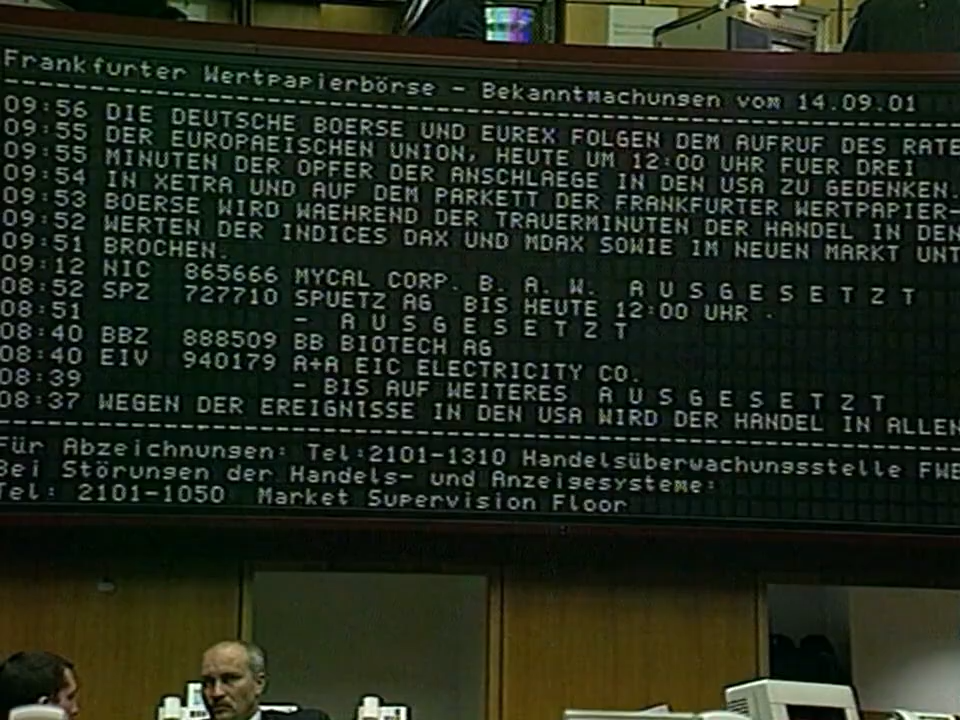 Frankfurter Wertpapierbörse - Bekanntmachungen vom 14.09.01
09:56 DIE DEUTSCHE BOERSE UND EUREX FOLGEN DEM AUFRUF DES RATE
09:55 DER EUROPAEISCHEN UNION, HEUTE UM 12:00 UHR FUER DREI
09:55 MINUTEN DER OPFER DER ANSCHLAEGE IN DEN USA ZU GEDENKEN.
09:54 IN XETRA UND AUF DEM PARKETT DER FRANKFURTER WERTPAPIER-
09:53 BOERSE WIRD WAEHREND DER TRAUERMINUTEN DER HANDEL IN DEN
09:52 WERTEN DER INDICES DAX UND MDAX SOWIE IM NEUEN MARKT UNT
09:51 BROCHEN.
09:12 NIC 865666 MYCAL CORP. B. A. W. A U S G E S E T Z T
08:52 SPZ 727710 SPUETZ AG BIS HEUTE 12:00 UHR
08:51 - A U S G E S E T Z T
08:40 BBZ 888509 BB BIOTECH AG
08:40 EIV 940179 A+A EIC ELECTRICITY CO.
08:39 - BIS AUF WEITERES A U S G E S E T Z T
08:37 WEGEN DER EREIGNISSE IN DEN USA WIRD DER HANDEL IN ALLEN
Für Abzeichnungen: Tel:2101-1310 Handelsüberwachungsstelle FWB
Bei Störungen der Handels- und Anzeigesysteme:
Tel: 2101-1050 Market Supervision Floor